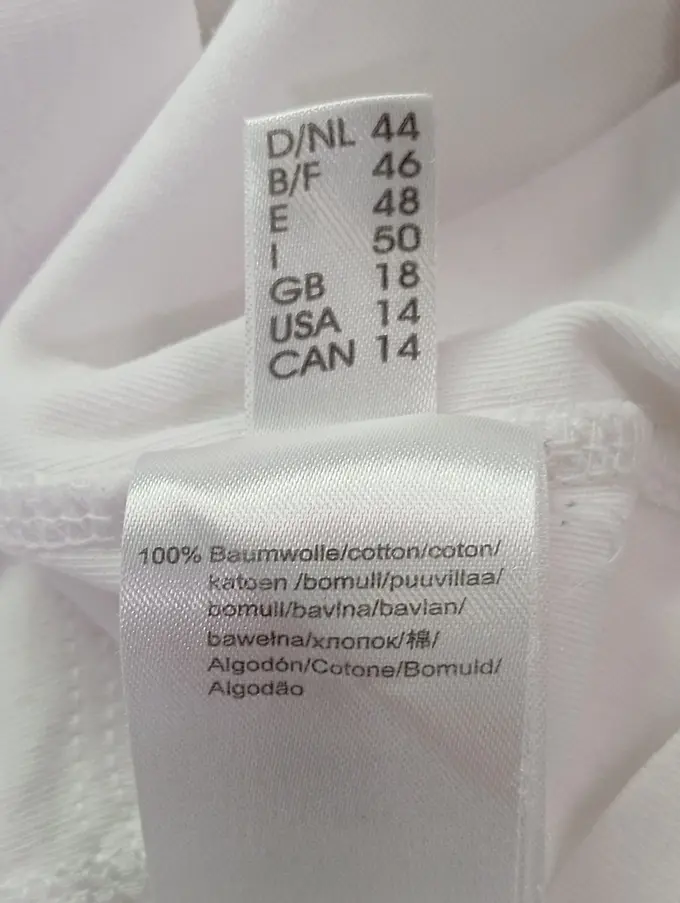 D/NL 44
B/F 46
E 48
I 50
GB 18
USA 14
CAN 14
100% Baumwolle/cotton/coton/
katoen /bomull/puuvillaa/
bomull/bavlna/bavlan/
bawełna/хлопок/棉/
Algodón/Cotone/Bomuld/
Algodão